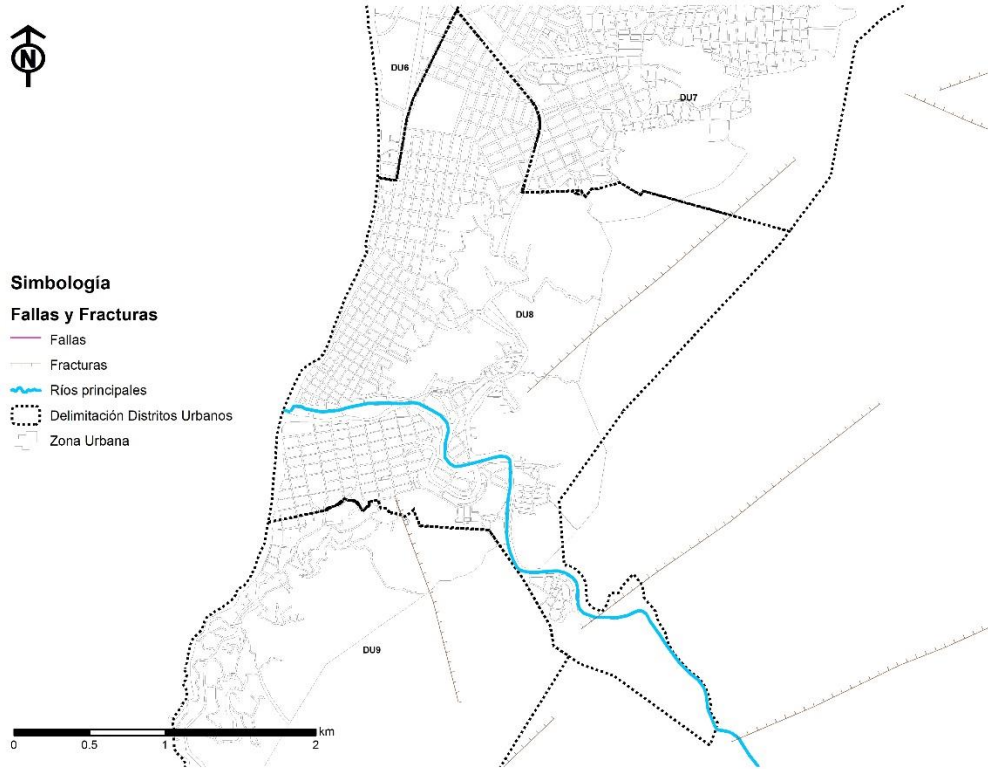 N
DU6
DU7
Simbología
Fallas y Fracturas
Fallas
Fracturas
Ríos principales
Delimitación Distritos Urbanos
Zona Urbana
DU8
DU9
km
0 0.5 1 2